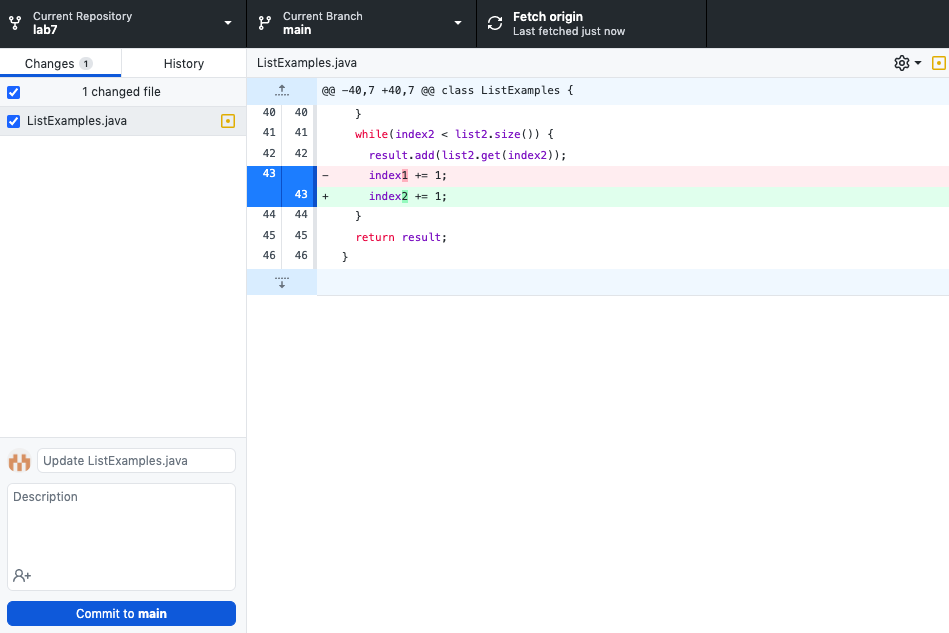 Current Repository
lab7
Current Branch
main
Fetch origin
Last fetched just now
Changes 1
History
1 changed file
ListExamples.java
Update ListExamples.java
Description
Commit to main
ListExamples.java
@@ -40,7 +40,7 @@ class ListExamples {
40 40 }
41 41 while(index2 < list2.size()) {
42 42 result.add(list2.get(index2));
43 - index1 += 1;
43 + index2 += 1;
44 44 }
45 45 return result;
46 46 }